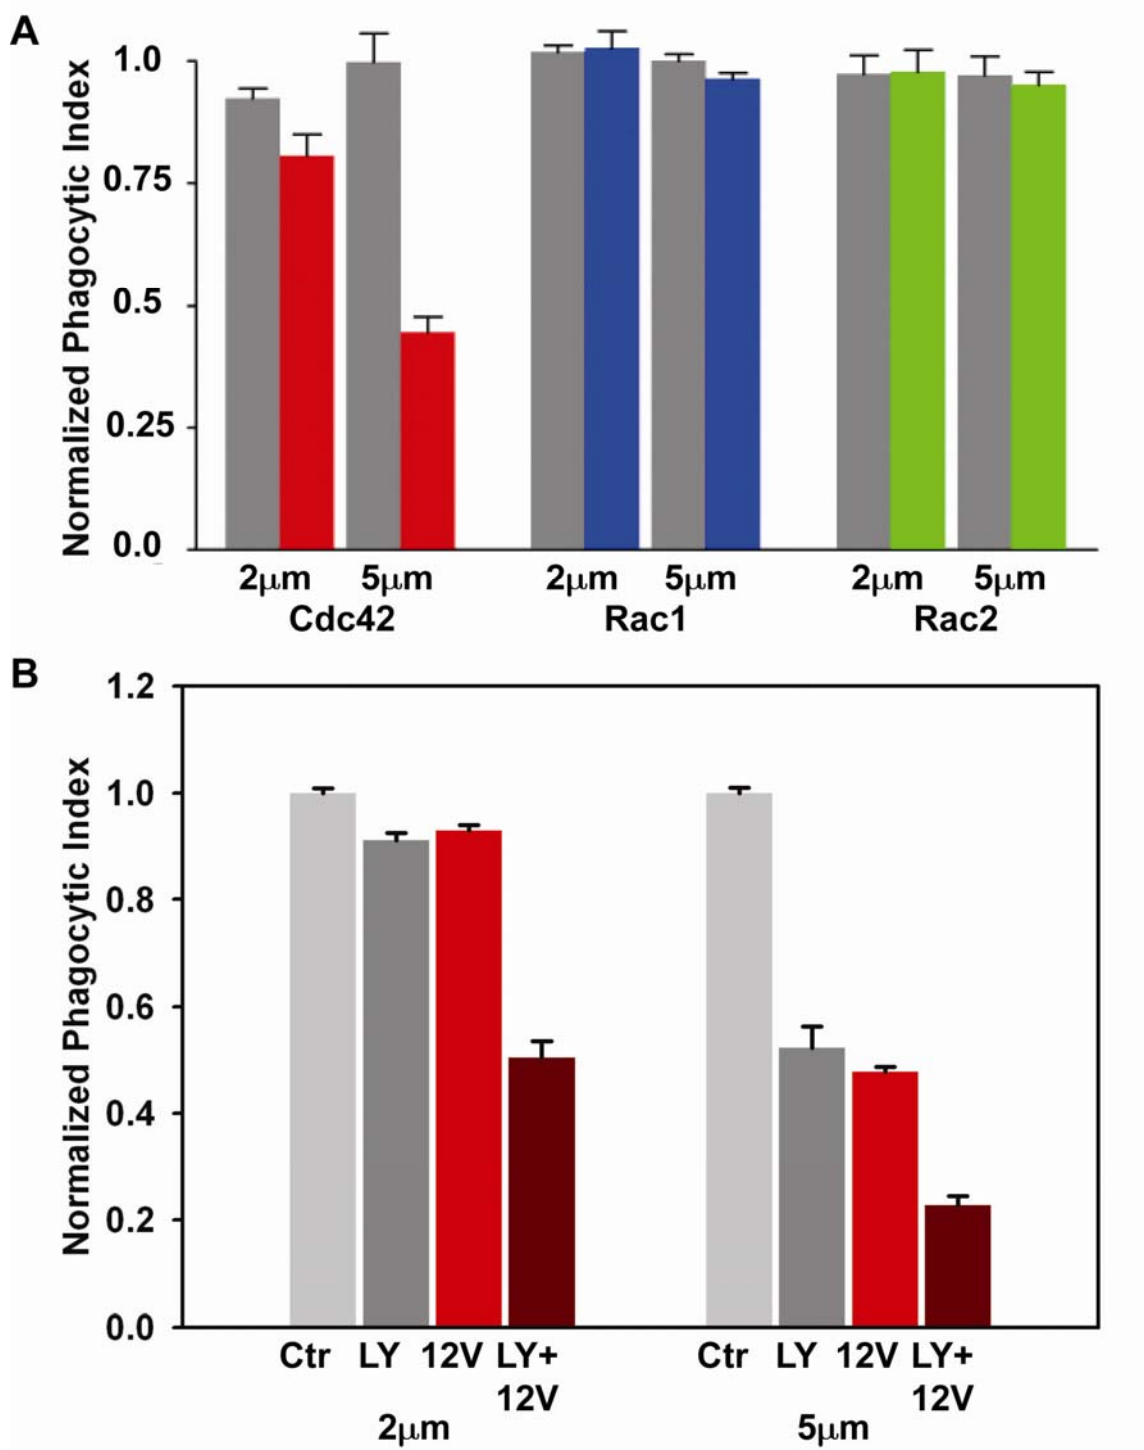 A
Normalized Phagocytic Index
1.0
0.75
0.5
0.25
0.0
2µm 5µm 2µm 5µm 2µm 5µm
Cdc42 Rac1 Rac2
B
Normalized Phagocytic Index
1.2
1.0
0.8
0.6
0.4
0.2
0.0
Ctr LY 12V LY+ Ctr LY 12V LY+
12V 12V
2µm 5µm